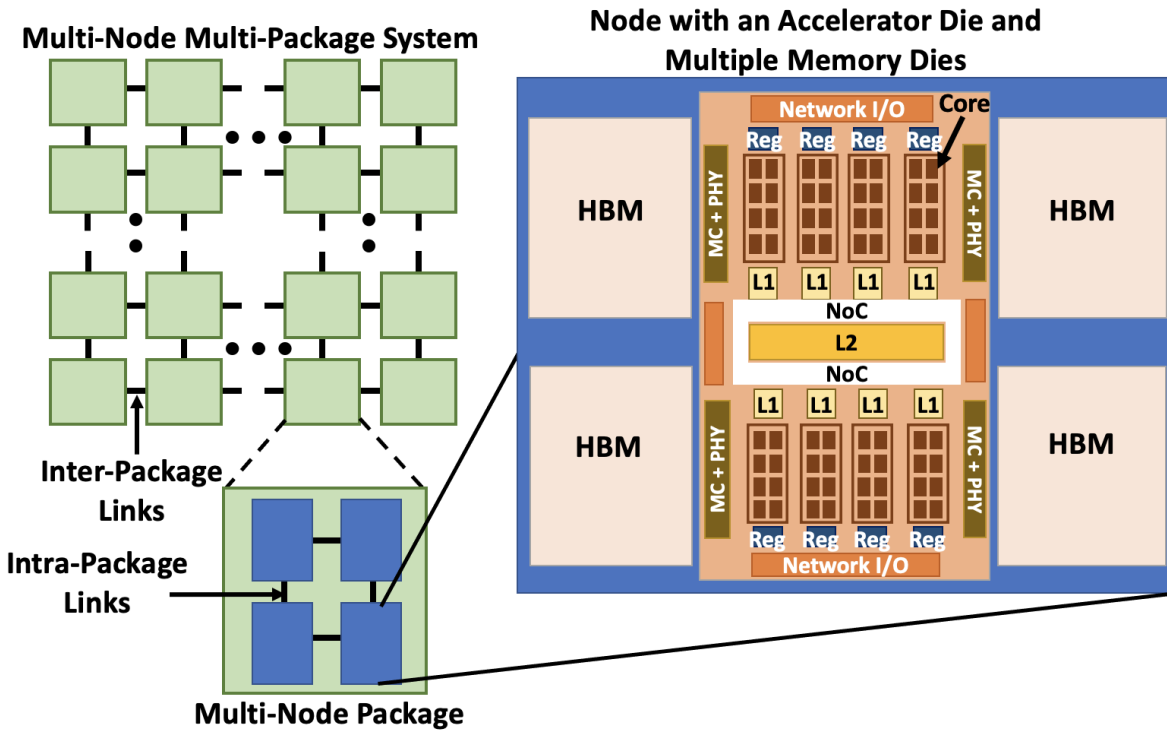 Multi-Node Multi-Package System
Inter-Package
Links
Intra-Package
Links
Multi-Node Package
Node with an Accelerator Die and
Multiple Memory Dies
Network I/O
Core
Reg Reg Reg Reg
MC + PHY
MC + PHY
HBM
HBM
L1 L1 L1 L1
NoC
L2
NoC
L1 L1 L1 L1
MC + PHY
MC + PHY
HBM
HBM
Reg Reg Reg Reg
Network I/O